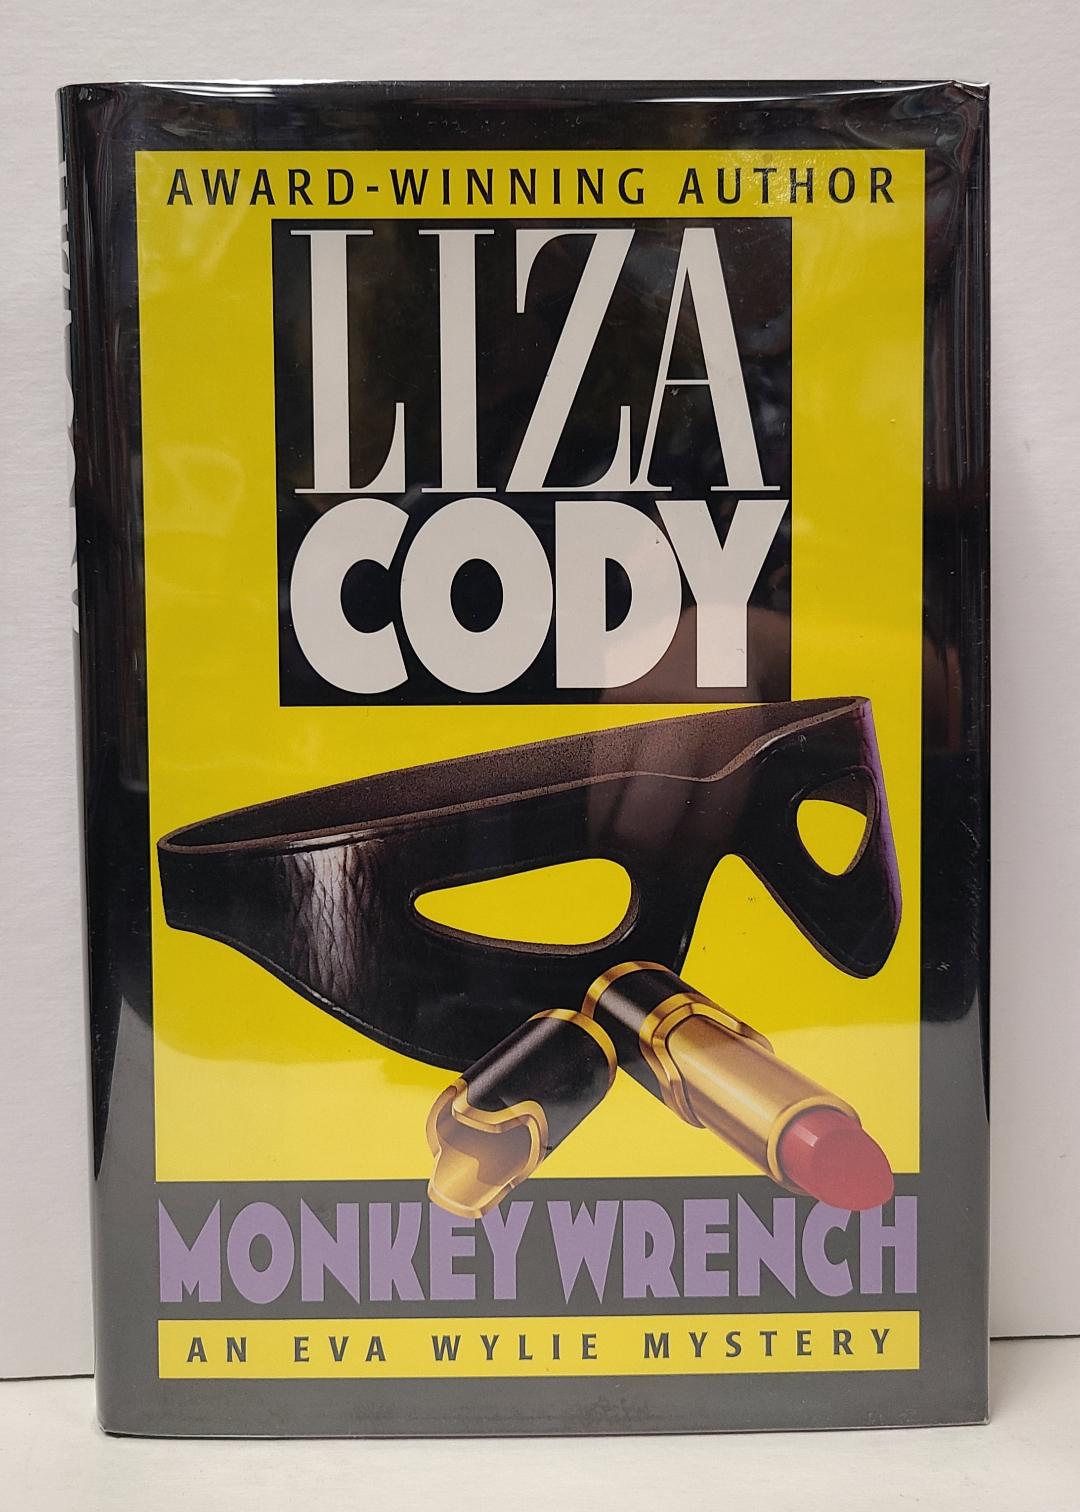 AWARD-WINNING AUTHOR
LIZA
CODY
MONKEY WRENCH
AN EVA WYLIE MYSTERY